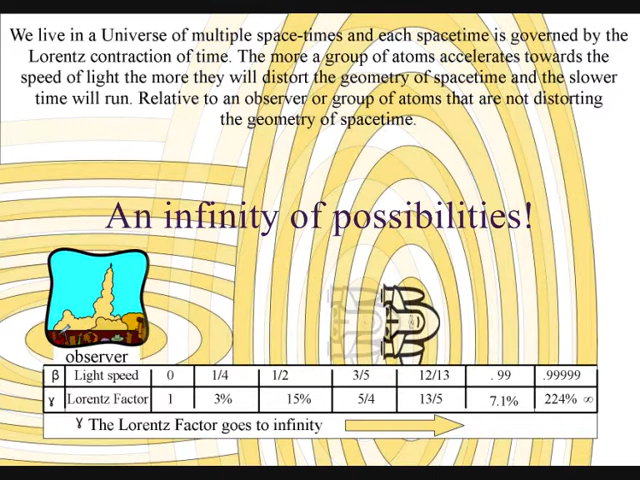 We live in a Universe of multiple space-times and each spacetime is governed by the
Lorentz contraction of time. The more a group of atoms accelerates towards the
speed of light the more they will distort the geometry of spacetime and the slower
time will run. Relative to an observer or group of atoms that are not distorting
the geometry of spacetime.
An infinity of possibilities!
observer
β Light speed 0 1/4 1/2 3/5 12/13 . 99 .99999
γ Lorentz Factor 1 3% 15% 5/4 13/5 7.1% 224% ∞
γ The Lorentz Factor goes to infinity